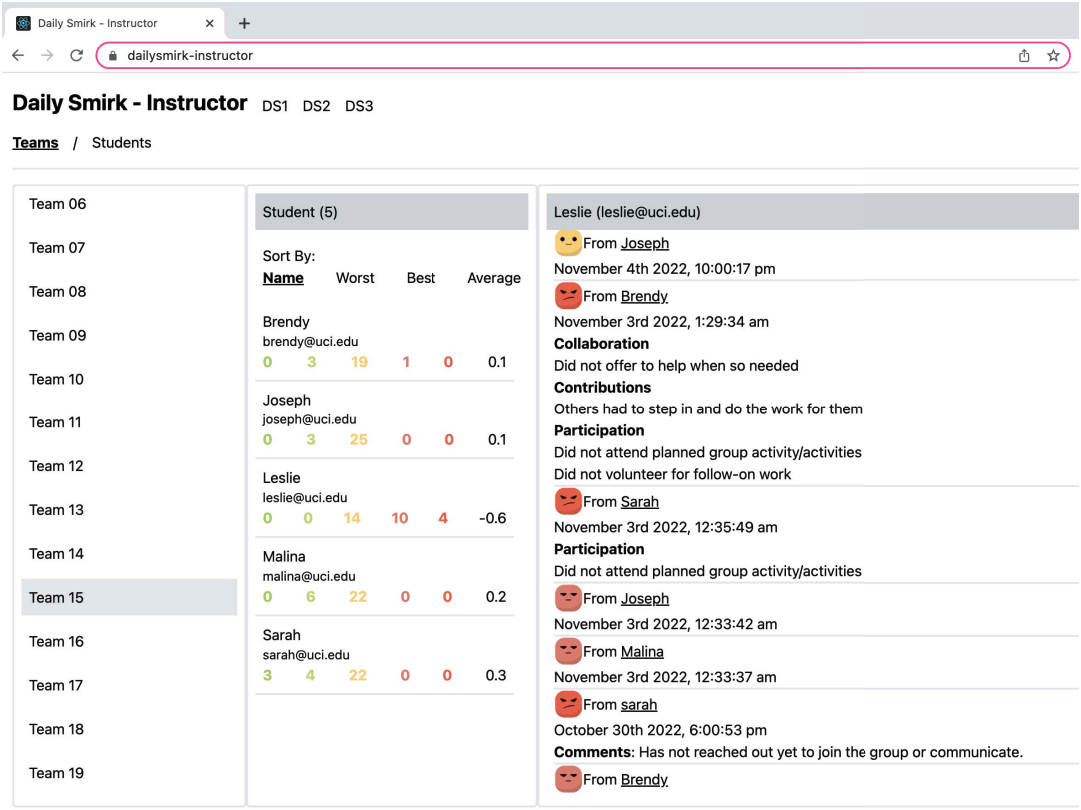 Daily Smirk - Instructor
dailysmirk-instructor
Daily Smirk - Instructor DS1 DS2 DS3
Teams / Students
Team 06
Team 07
Team 08
Team 09
Team 10
Team 11
Team 12
Team 13
Team 14
Team 15
Team 16
Team 17
Team 18
Team 19
Student (5)
Sort By:
Name Worst Best Average
Brendy
brendy@uci.edu
0 3 19 1 0 0.1
Joseph
joseph@uci.edu
0 3 25 0 0 0.1
Leslie
leslie@uci.edu
0 0 14 10 4 -0.6
Malina
malina@uci.edu
0 6 22 0 0 0.2
Sarah
sarah@uci.edu
3 4 22 0 0 0.3
Leslie (leslie@uci.edu)
From Joseph
November 4th 2022, 10:00:17 pm
From Brendy
November 3rd 2022, 1:29:34 am
Collaboration
Did not offer to help when so needed
Contributions
Others had to step in and do the work for them
Participation
Did not attend planned group activity/activities
Did not volunteer for follow-on work
From Sarah
November 3rd 2022, 12:35:49 am
Participation
Did not attend planned group activity/activities
From Joseph
November 3rd 2022, 12:33:42 am
From Malina
November 3rd 2022, 12:33:37 am
From sarah
October 30th 2022, 6:00:53 pm
Comments: Has not reached out yet to join the group or communicate.
From Brendy